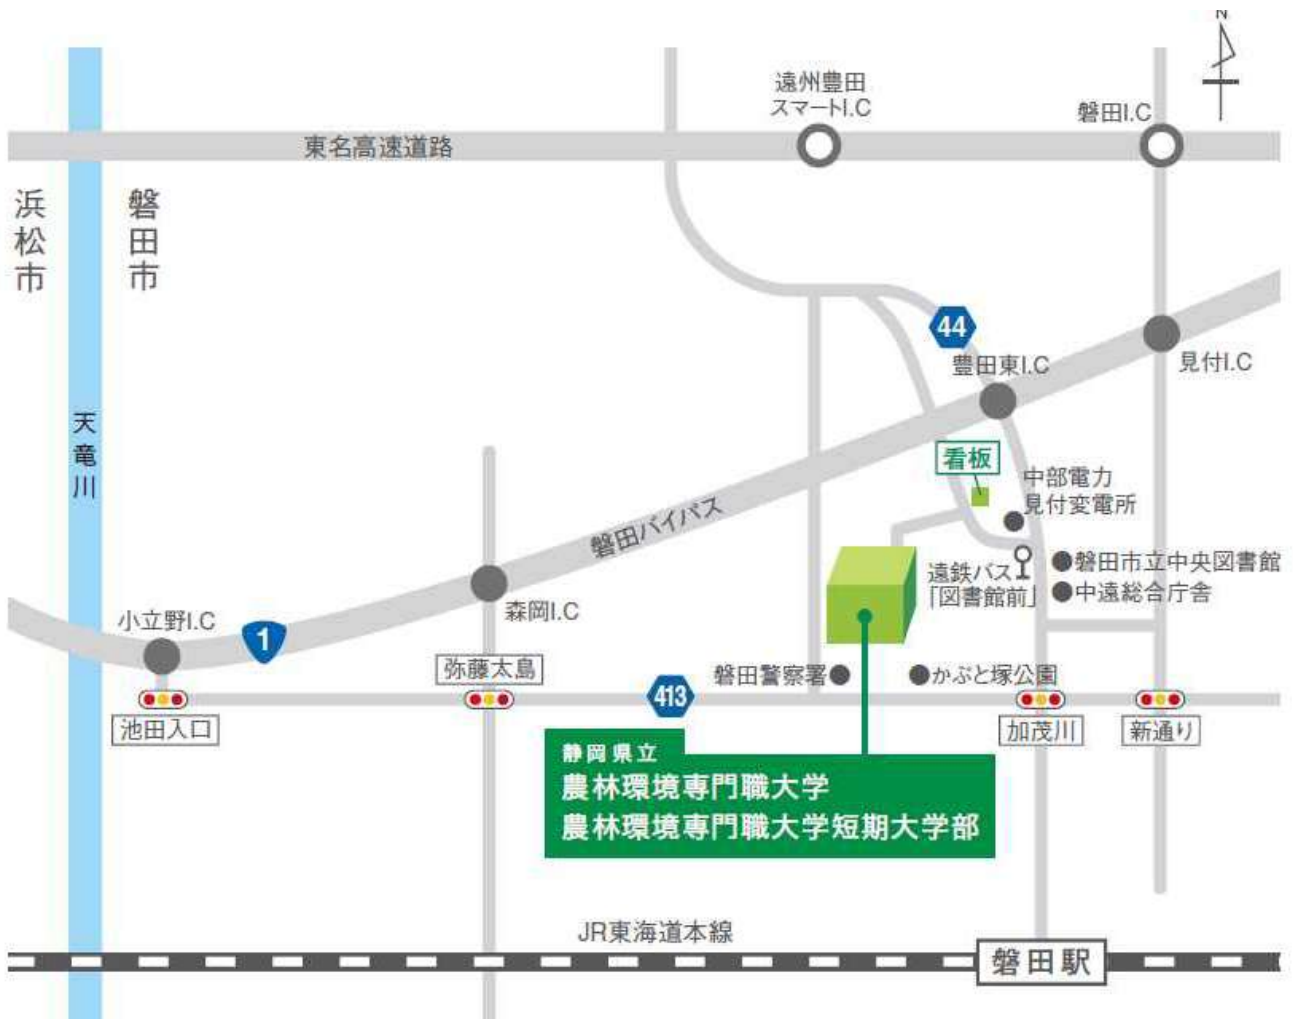 N
遠州豊田
スマートI.C
磐田I.C
東名高速道路
浜松市
磐田市
44
豊田東I.C
見付I.C
天竜川
看板
中部電力
見付変電所
磐田バイパス
遠鉄バス
「図書館前」
磐田市立中央図書館
中遠総合庁舎
小立野I.C
1
森岡I.C
弥藤太島
413
磐田警察署
かぶと塚公園
池田入口
加茂川
新通り
静岡県立
農林環境専門職大学
農林環境専門職大学短期大学部
JR東海道本線
磐田駅